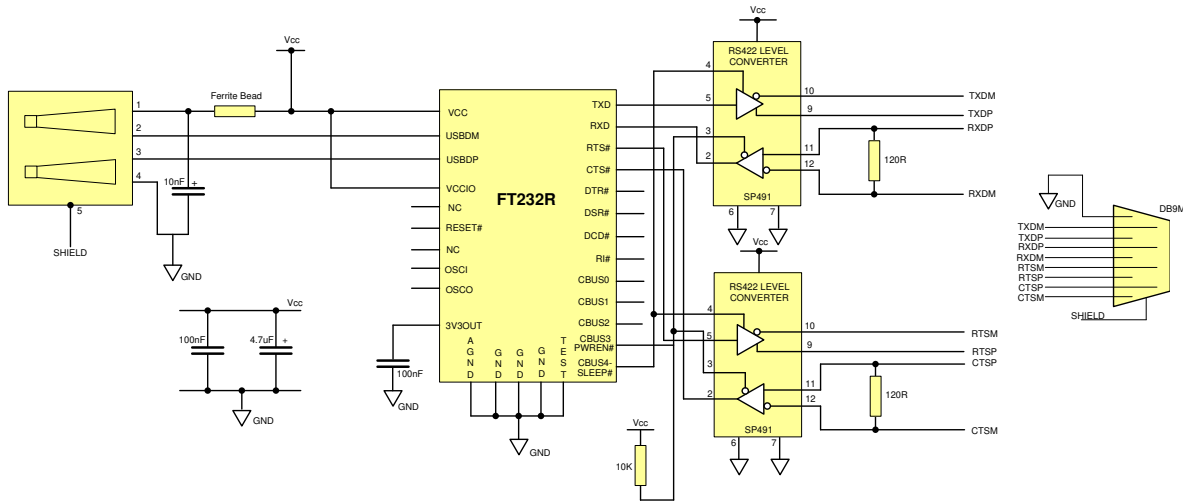 Vcc
RS422 LEVEL
CONVERTER
4
10
TXDM
5
9
TXDP
3
RXDP
11
2
12
120R
RXDM
SP491
6
7
Vcc
Ferrite Bead
1
2
3
4
10nF
+
5
SHIELD
GND
FT232R
VCC
USBDM
USBDP
VCCIO
NC
RESET#
NC
OSCI
OSCO
3V3OUT
TXD
RXD
RTS#
CTS#
DTR#
DSR#
DCD#
RI#
CBUS0
CBUS1
CBUS2
CBUS3
PWREN#
CBUS4-
SLEEP#
AGND
GND
GND
GND
TEST
GND
100nF
GND
Vcc
100nF
4.7uF
+
GND
Vcc
RS422 LEVEL
CONVERTER
4
10
RTSM
5
9
RTSP
3
CTSP
11
2
12
120R
CTSM
SP491
6
7
Vcc
10K
GND
DB9M
TXDM
TXDP
RXDP
RXDM
RTSM
RTSP
CTSP
CTSM
SHIELD